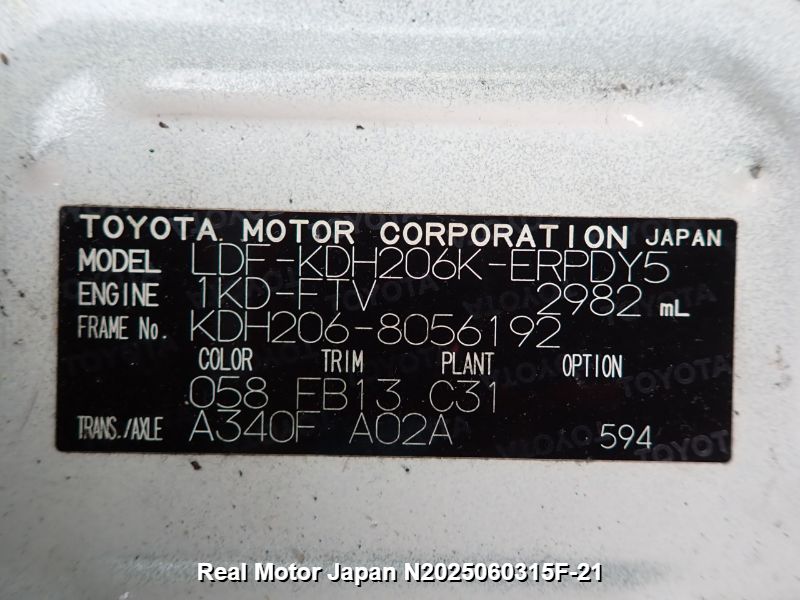 TOYOTA MOTOR CORPORATION JAPAN
MODEL LDF-KDH206K-ERPDY5
ENGINE 1KD-FTV 2982 mL
FRAME No. KDH206-8056192
COLOR TRIM PLANT OPTION
058 FB13 C31
TRANS./AXLE A340F A02A 594
Real Motor Japan N2025060315F-21